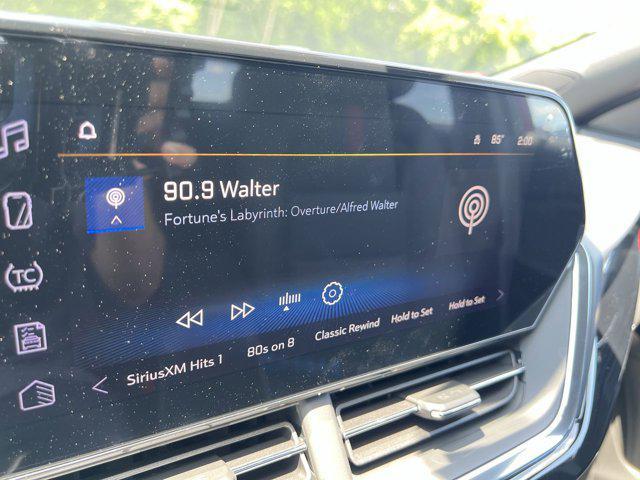 85° 2:00
90.9 Walter
Fortune's Labyrinth: Overture/Alfred Walter
TC
SiriusXM Hits 1 80s on 8 Classic Rewind Hold to Set Hold to Set